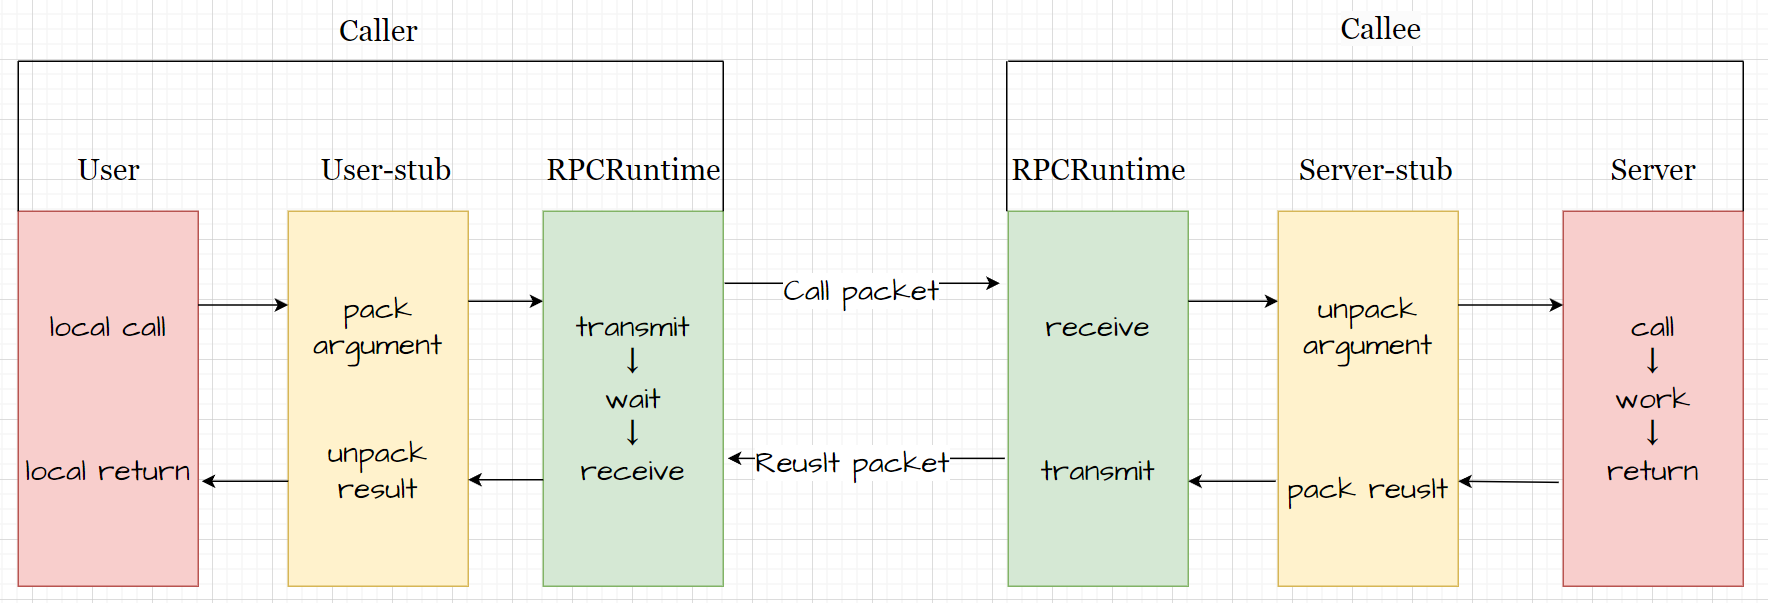 Caller
Callee
User
User-stub
RPCRuntime
RPCRuntime
Server-stub
Server
local call
pack
argument
transmit
↓
wait
↓
receive
Call packet
receive
unpack
argument
call
↓
work
↓
return
local return
unpack
result
Reuslt packet
transmit
pack reuslt